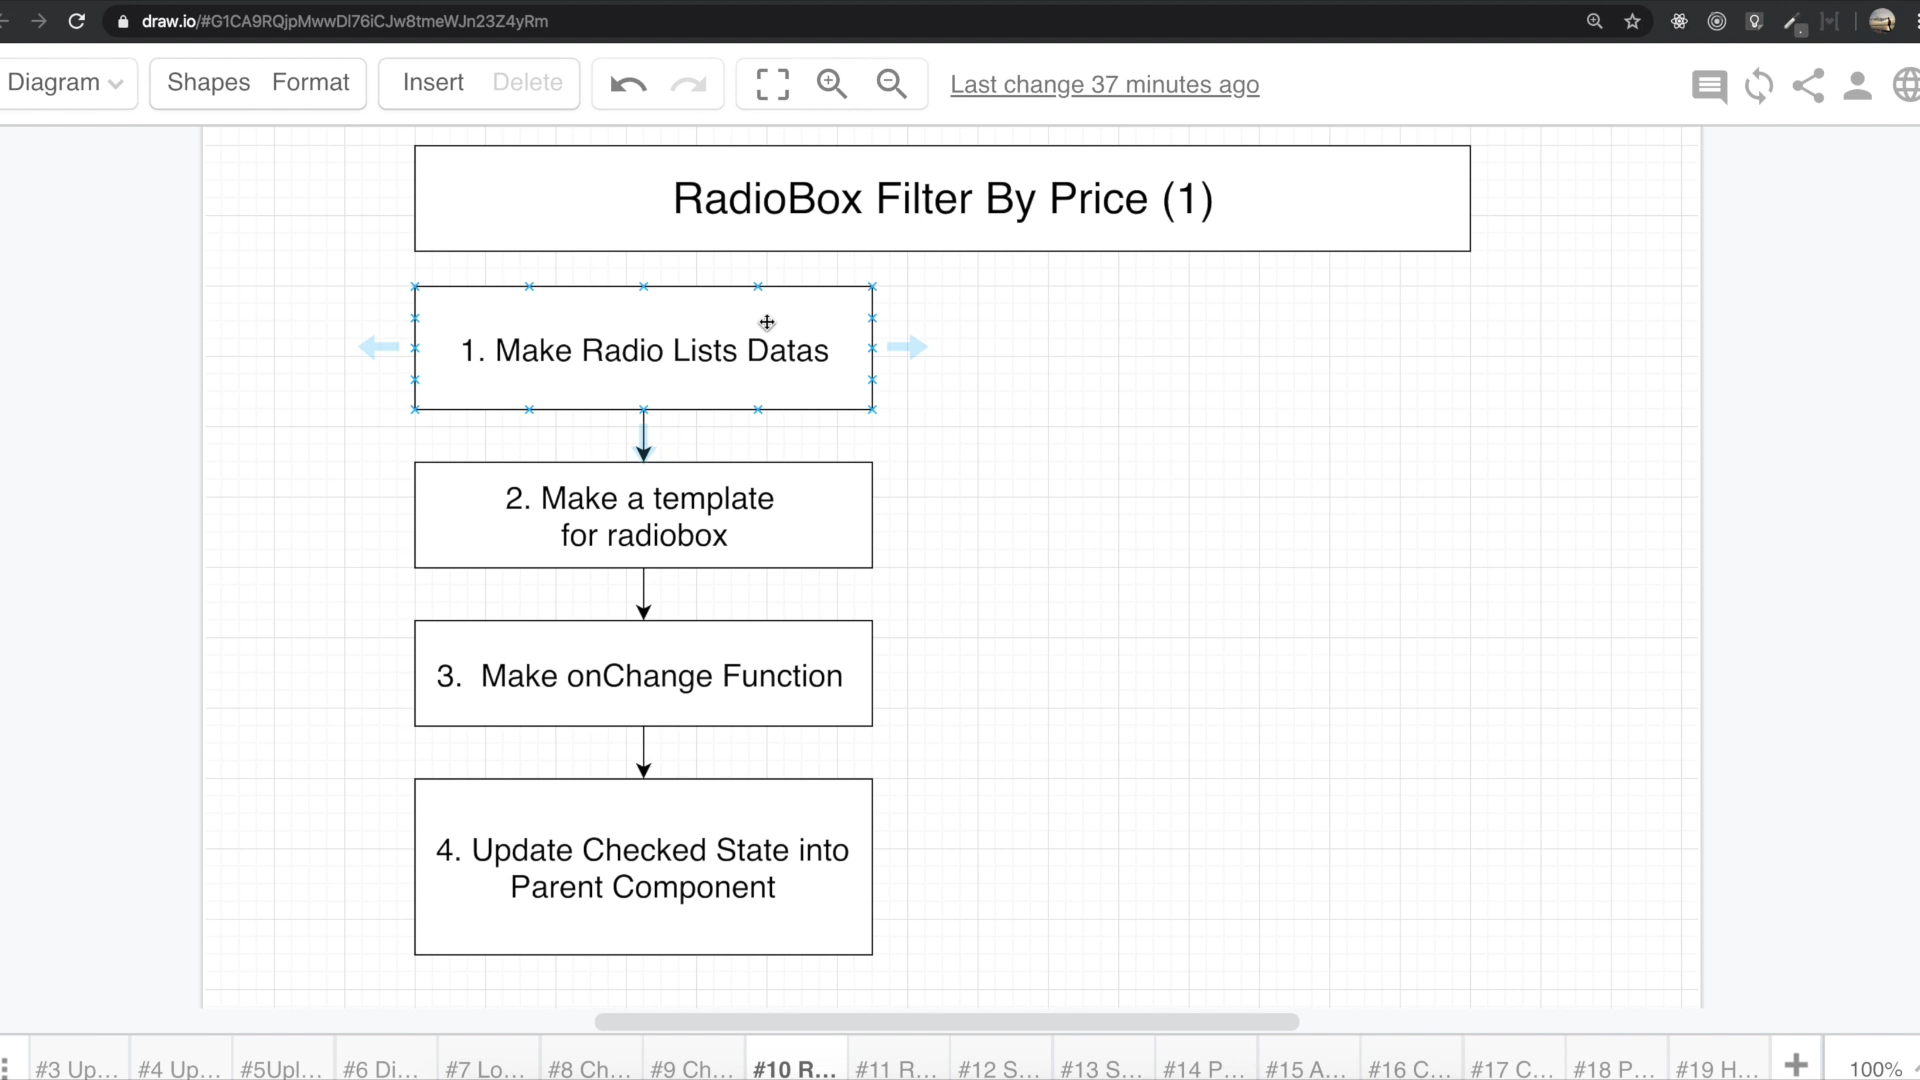 draw.io/#G1CA9RQjpMwwDl76iCJw8tmeWJn23Z4yRm
Diagram
Shapes Format
Insert Delete
Last change 37 minutes ago
RadioBox Filter By Price (1)
1. Make Radio Lists Datas
2. Make a template
for radiobox
3. Make onChange Function
4. Update Checked State into
Parent Component
#3 Up... #4 Up... #5Upl... #6 Di... #7 Lo... #8 Ch... #9 Ch... #10 R... #11 R... #12 S... #13 S... #14 P... #15 A... #16 C... #17 C... #18 P... #19 H... 100%